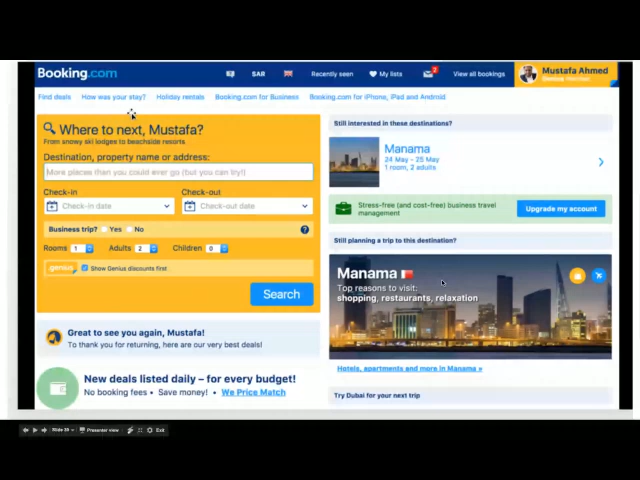 Booking.com
SAR
Recently seen
My lists
2
View all bookings
Mustafa Ahmed
Find deals
How was your stay?
Holiday rentals
Booking.com for Business
Booking.com for iPhone, iPad and Android
Where to next, Mustafa?
From snowy ski lodges to beachside resorts
Destination, property name or address:
More places than you could ever go (but you can try!)
Check-in
Check-out
Check-in date
Check-out date
Business trip? Yes No
Rooms 1 Adults 2 Children 0
.genius Show Genius discounts first
Search
Great to see you again, Mustafa!
To thank you for returning, here are our very best deals!
New deals listed daily – for every budget!
No booking fees • Save money! • We Price Match
Still interested in these destinations?
Manama
24 May - 25 May
1 room, 2 adults
Stress-free (and cost-free) business travel
management
Upgrade my account
Still planning a trip to this destination?
Manama
Top reasons to visit:
shopping, restaurants, relaxation
Hotels, apartments and more in Manama »
Try Dubai for your next trip
Presenter view
Exit